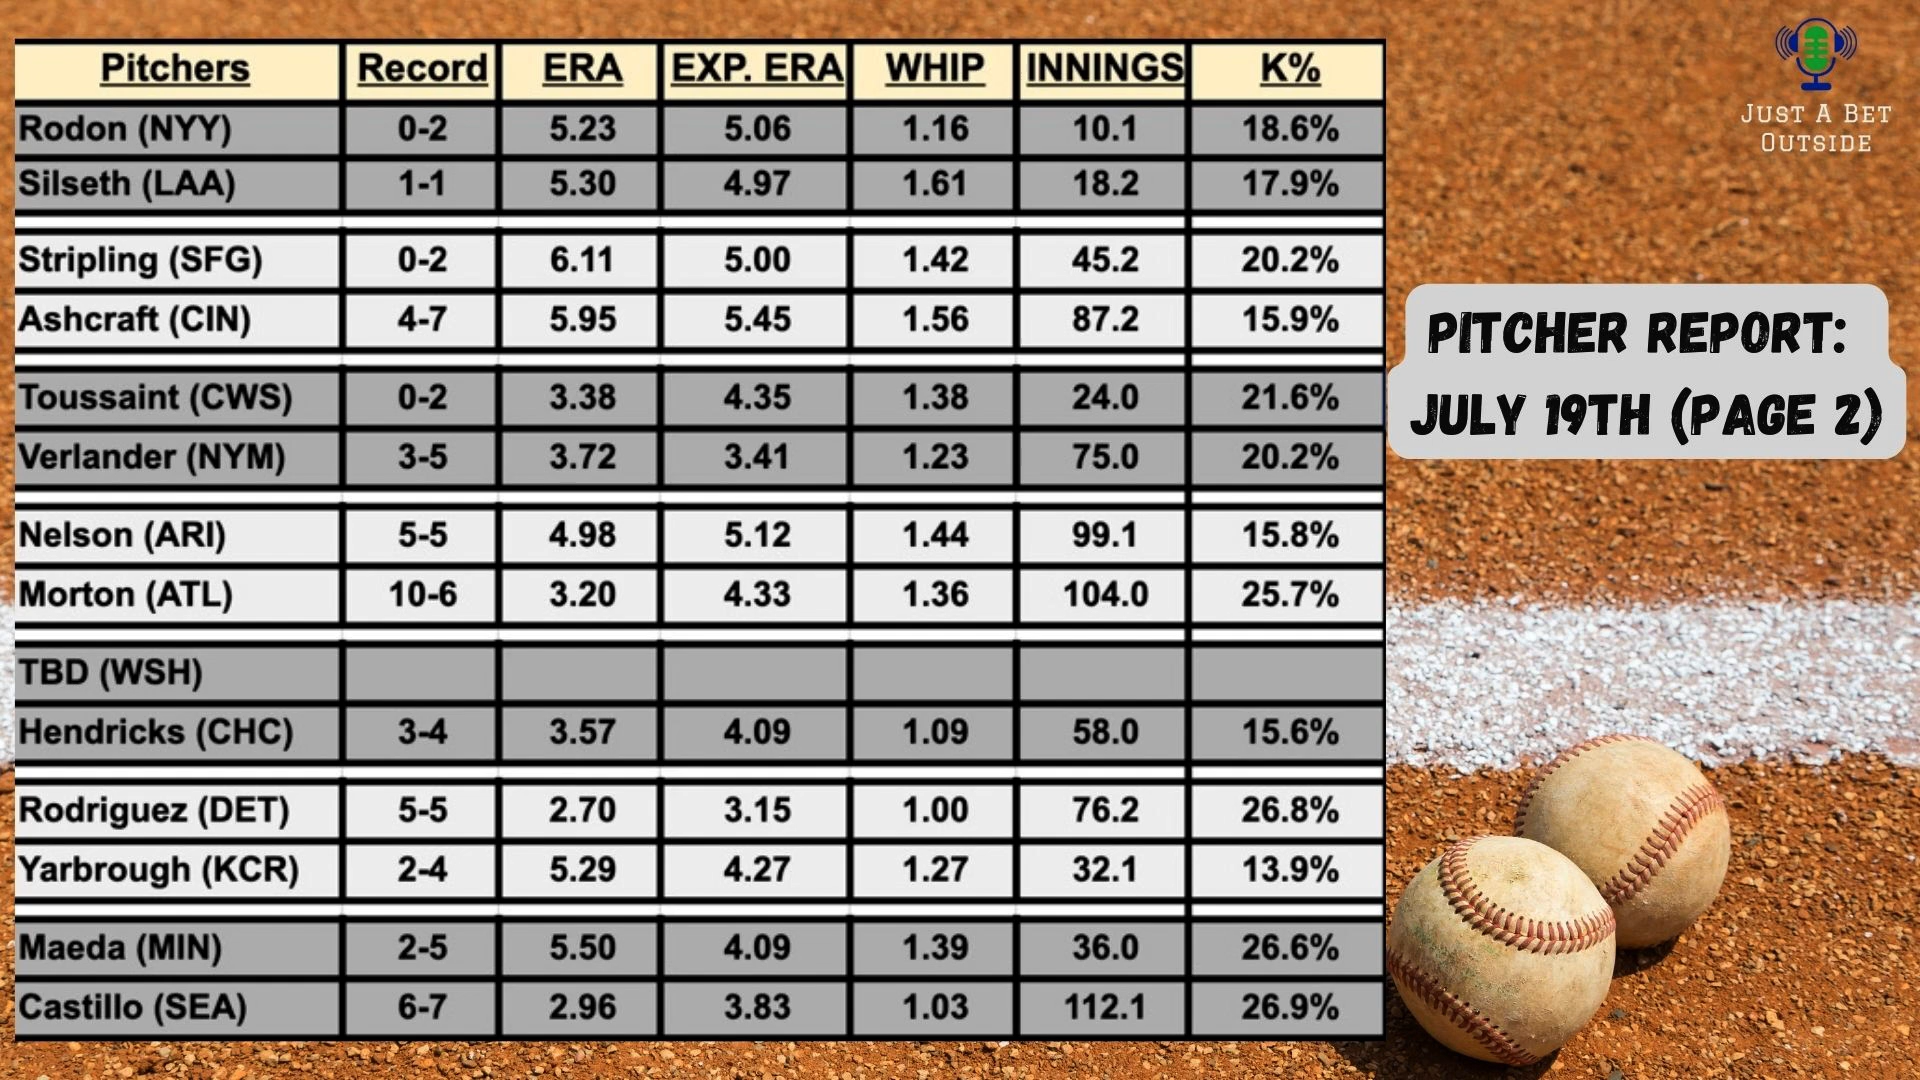 Pitchers Record ERA EXP. ERA WHIP INNINGS K%
Rodon (NYY) 0-2 5.23 5.06 1.16 10.1 18.6%
Silseth (LAA) 1-1 5.30 4.97 1.61 18.2 17.9%
Stripling (SFG) 0-2 6.11 5.00 1.42 45.2 20.2%
Ashcraft (CIN) 4-7 5.95 5.45 1.56 87.2 15.9%
Toussaint (CWS) 0-2 3.38 4.35 1.38 24.0 21.6%
Verlander (NYM) 3-5 3.72 3.41 1.23 75.0 20.2%
Nelson (ARI) 5-5 4.98 5.12 1.44 99.1 15.8%
Morton (ATL) 10-6 3.20 4.33 1.36 104.0 25.7%
TBD (WSH)
Hendricks (CHC) 3-4 3.57 4.09 1.09 58.0 15.6%
Rodriguez (DET) 5-5 2.70 3.15 1.00 76.2 26.8%
Yarbrough (KCR) 2-4 5.29 4.27 1.27 32.1 13.9%
Maeda (MIN) 2-5 5.50 4.09 1.39 36.0 26.6%
Castillo (SEA) 6-7 2.96 3.83 1.03 112.1 26.9%
JUST A BET
OUTSIDE
PITCHER REPORT:
JULY 19TH (PAGE 2)